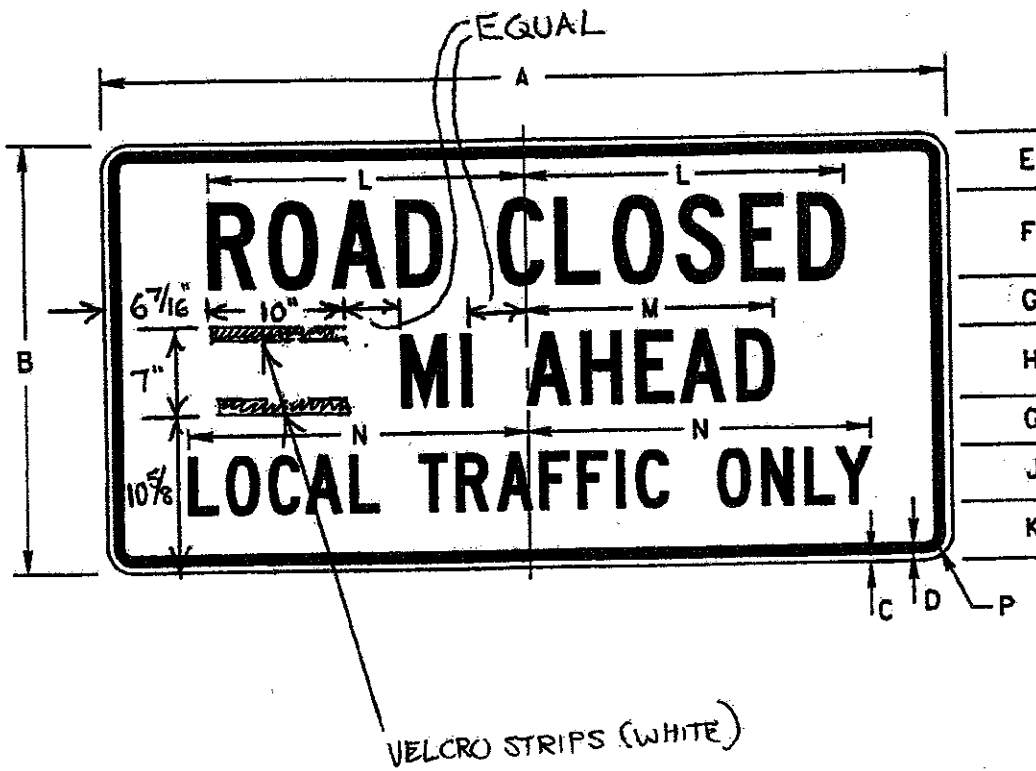 EQUAL
A
E
L L
ROAD CLOSED
F
6 7/16" 10" M G
B
MI AHEAD
H
7"
G
N N
10 5/8 LOCAL TRAFFIC ONLY
J
K
C D P
VELCRO STRIPS (WHITE)